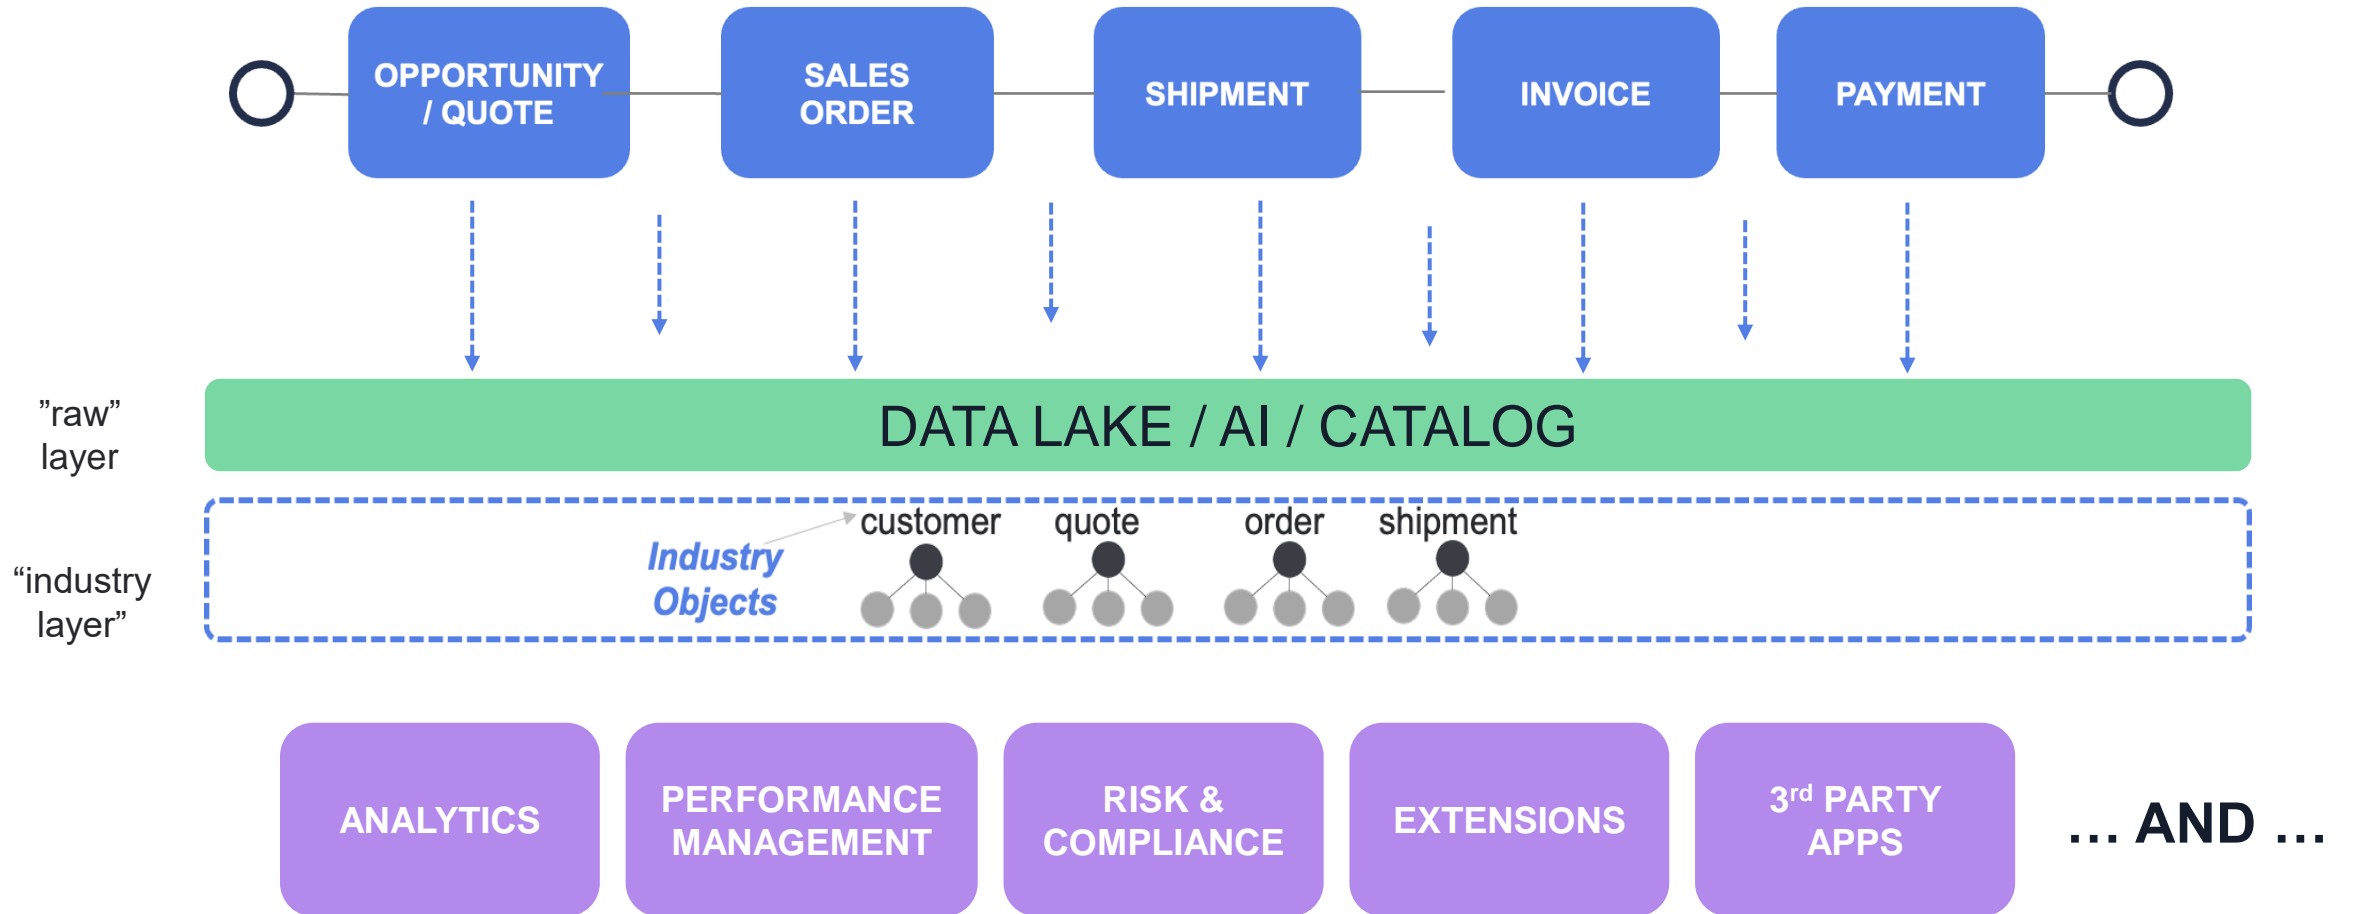 OPPORTUNITY
/ QUOTE
SALES
ORDER
SHIPMENT
INVOICE
PAYMENT
”raw”
layer
DATA LAKE / AI / CATALOG
“industry
layer”
Industry
Objects
customer
quote
order
shipment
ANALYTICS
PERFORMANCE
MANAGEMENT
RISK &
COMPLIANCE
EXTENSIONS
3rd PARTY
APPS
... AND ...